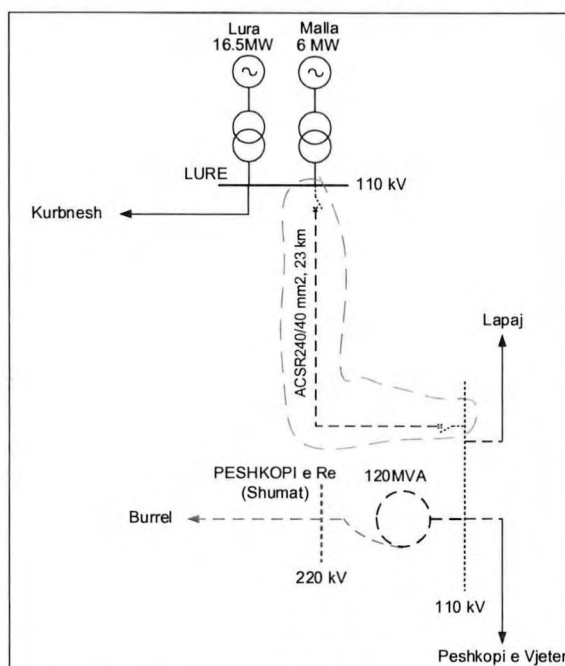 Lura
16.5MW
Malla
6 MW
LURE
110 kV
Kurbnesh
ACSR240/40 mm2, 23 km
Lapaj
PESHKOPI e Re
(Shumat)
120MVA
Burrel
220 kV
110 kV
Peshkopi e Vjeter